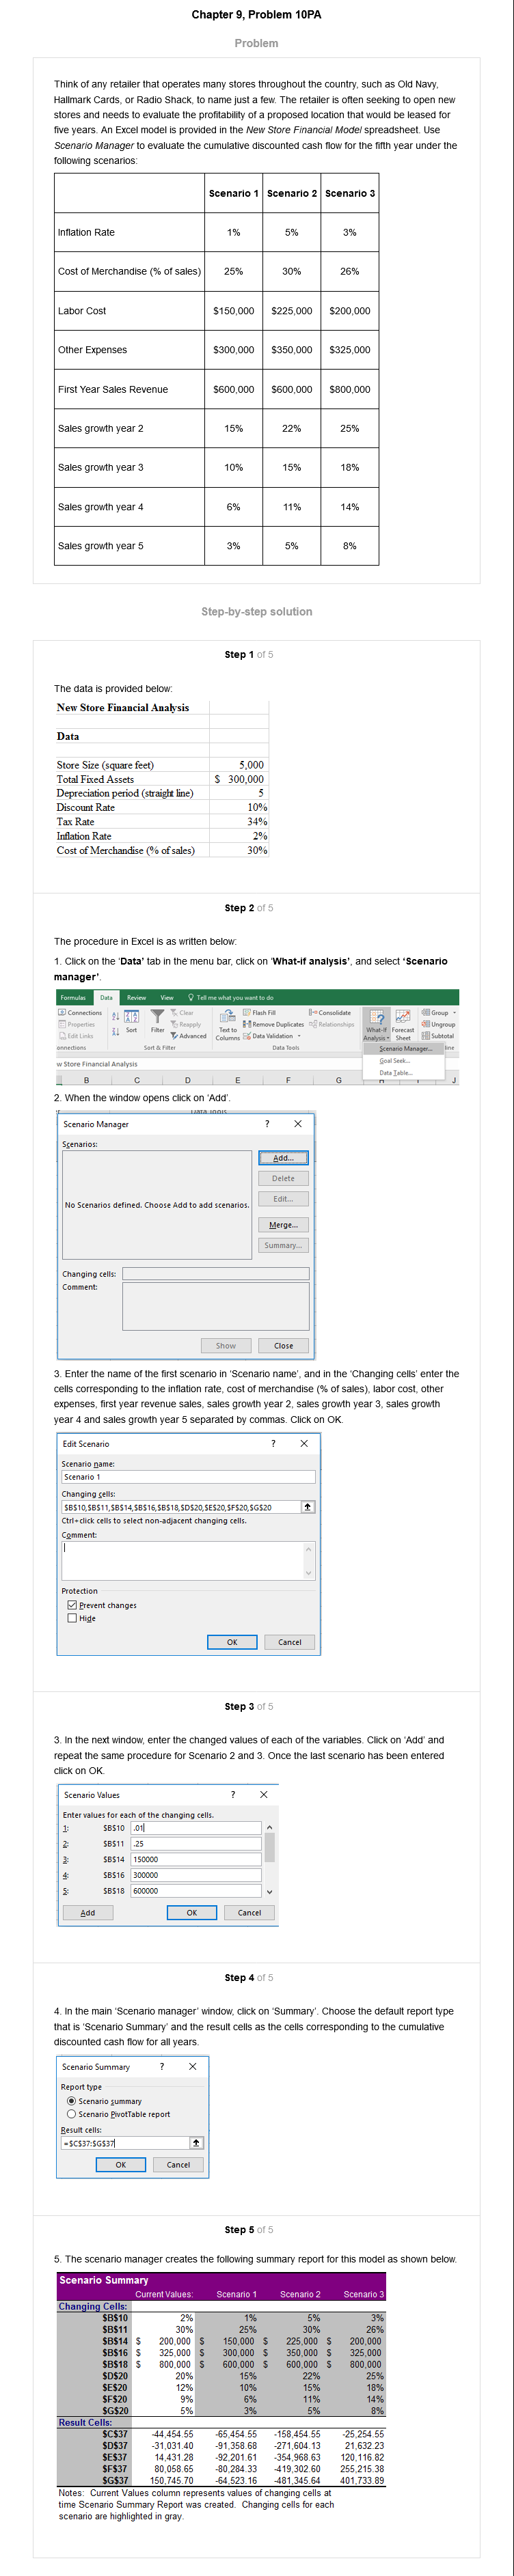 Chapter 9, Problem 10PA
Problem
Think of any retailer that operates many stores throughout the country, such as Old Navy,
Hallmark Cards, or Radio Shack, to name just a few. The retailer is often seeking to open new
stores and needs to evaluate the profitability of a proposed location that would be leased for
five years. An Excel model is provided in the New Store Financial Model spreadsheet. Use
Scenario Manager to evaluate the cumulative discounted cash flow for the fifth year under the
following scenarios:
Scenario 1 Scenario 2 Scenario 3
Inflation Rate 1% 5% 3%
Cost of Merchandise (% of sales) 25% 30% 26%
Labor Cost $150,000 $225,000 $200,000
Other Expenses $300,000 $350,000 $325,000
First Year Sales Revenue $600,000 $600,000 $800,000
Sales growth year 2 15% 22% 25%
Sales growth year 3 10% 15% 18%
Sales growth year 4 6% 11% 14%
Sales growth year 5 3% 5% 8%
Step-by-step solution
Step 1 of 5
The data is provided below:
New Store Financial Analysis
Data
Store Size (square feet) 5,000
Total Fixed Assets $ 300,000
Depreciation period (straight line) 5
Discount Rate 10%
Tax Rate 34%
Inflation Rate 2%
Cost of Merchandise (% of sales) 30%
Step 2 of 5
The procedure in Excel is as written below:
1. Click on the 'Data' tab in the menu bar, click on 'What-if analysis', and select 'Scenario
manager'.
Formulas Data Review View Tell me what you want to do
Connections Clear Flash Fill Consolidate Group
Properties Sort Filter Reapply Text to Remove Duplicates Relationships What-If Forecast Ungroup
Edit Links Advanced Columns Data Validation Analysis Sheet Subtotal
onnections Sort & Filter Data Tools Scenario Manager... line
w Store Financial Analysis Goal Seek...
Data Table...
B C D E F G H I J
2. When the window opens click on 'Add'.
Data Tools
Scenario Manager ? X
Scenarios:
Add...
Delete
Edit...
No Scenarios defined. Choose Add to add scenarios.
Merge...
Summary...
Changing cells:
Comment:
Show Close
3. Enter the name of the first scenario in 'Scenario name', and in the 'Changing cells' enter the
cells corresponding to the inflation rate, cost of merchandise (% of sales), labor cost, other
expenses, first year revenue sales, sales growth year 2, sales growth year 3, sales growth
year 4 and sales growth year 5 separated by commas. Click on OK.
Edit Scenario ? X
Scenario name:
Scenario 1
Changing cells:
$B$10,$B$11,$B$14,$B$16,$B$18,$D$20,$E$20,$F$20,$G$20
Ctrl+click cells to select non-adjacent changing cells.
Comment:
Protection
Prevent changes
Hide
OK Cancel
Step 3 of 5
3. In the next window, enter the changed values of each of the variables. Click on 'Add' and
repeat the same procedure for Scenario 2 and 3. Once the last scenario has been entered
click on OK.
Scenario Values ? X
Enter values for each of the changing cells.
1: $B$10 .01
2: $B$11 .25
3: $B$14 150000
4: $B$16 300000
5: $B$18 600000
Add OK Cancel
Step 4 of 5
4. In the main 'Scenario manager' window, click on 'Summary'. Choose the default report type
that is 'Scenario Summary' and the result cells as the cells corresponding to the cumulative
discounted cash flow for all years.
Scenario Summary ? X
Report type
Scenario summary
Scenario PivotTable report
Result cells:
=$C$37:$G$37
OK Cancel
Step 5 of 5
5. The scenario manager creates the following summary report for this model as shown below.
Scenario Summary
Current Values: Scenario 1 Scenario 2 Scenario 3
Changing Cells:
$B$10 2% 1% 5% 3%
$B$11 30% 25% 30% 26%
$B$14 $ 200,000 $ 150,000 $ 225,000 $ 200,000
$B$16 $ 325,000 $ 300,000 $ 350,000 $ 325,000
$B$18 $ 800,000 $ 600,000 $ 600,000 $ 800,000
$D$20 20% 15% 22% 25%
$E$20 12% 10% 15% 18%
$F$20 9% 6% 11% 14%
$G$20 5% 3% 5% 8%
Result Cells:
$C$37 -44,454.55 -65,454.55 -158,454.55 -25,254.55
$D$37 -31,031.40 -91,358.68 -271,604.13 21,632.23
$E$37 14,431.28 -92,201.61 -354,968.63 120,116.82
$F$37 80,058.65 -80,284.33 -419,302.60 255,215.38
$G$37 150,745.70 -64,523.16 -481,345.64 401,733.89
Notes: Current Values column represents values of changing cells at
time Scenario Summary Report was created. Changing cells for each
scenario are highlighted in gray.